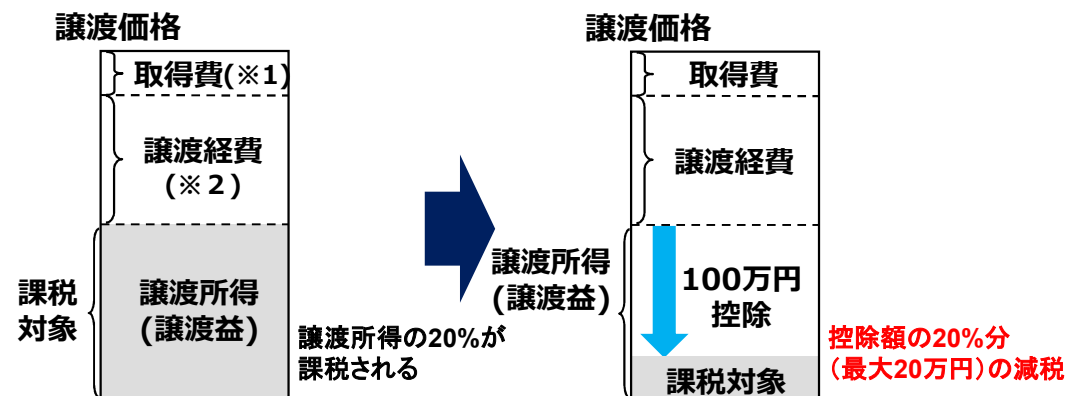 譲渡価格
取得費(※1)
譲渡経費
(※２)
課税
対象
譲渡所得
(譲渡益)
譲渡所得の20%が
課税される
譲渡価格
取得費
譲渡経費
譲渡所得
(譲渡益)
100万円
控除
課税対象
控除額の20%分
（最大20万円）の減税